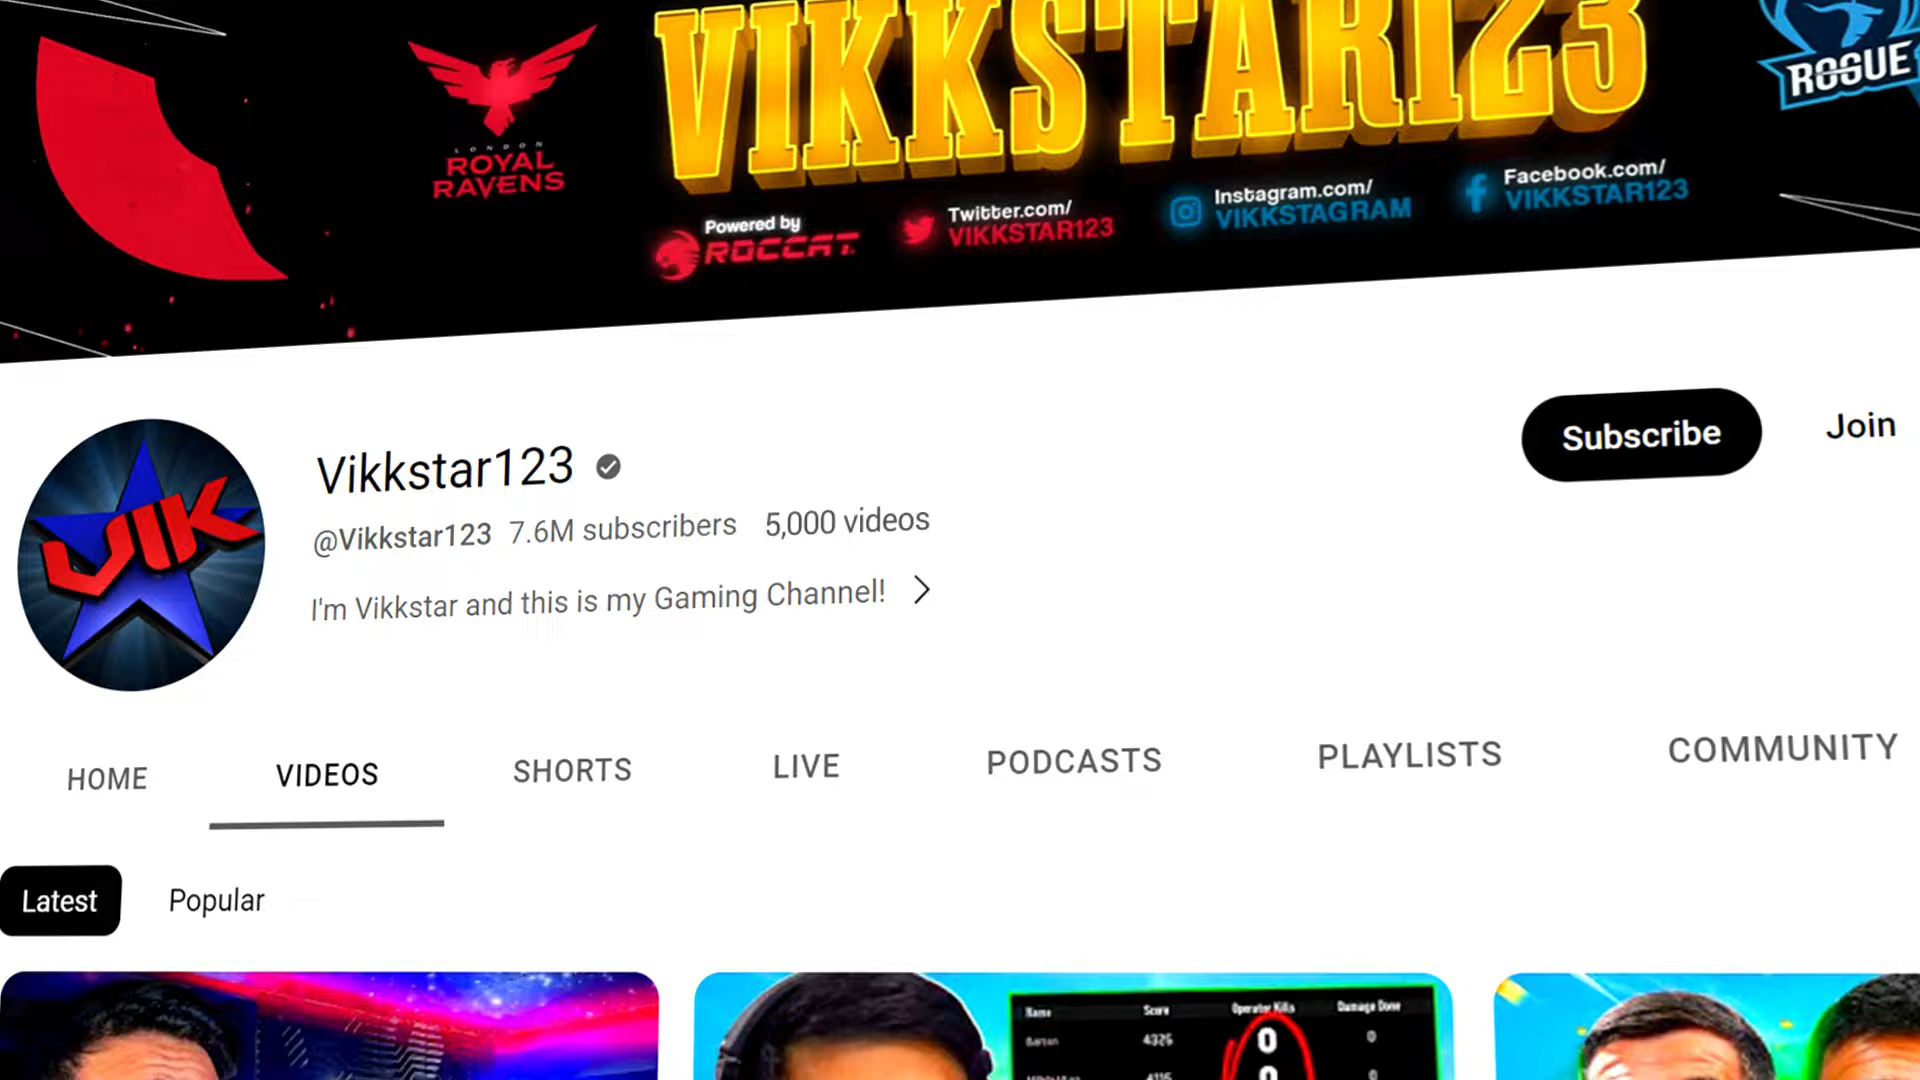 VIKKSTAR123
ROGUE
LONDON
ROYAL
RAVENS
Powered by
ROCCAT
Twitter.com/
VIKKSTAR123
Instagram.com/
VIKKSTAGRAM
Facebook.com/
VIKKSTAR123
VIK
Vikkstar123
@Vikkstar123 7.6M subscribers 5,000 videos
I'm Vikkstar and this is my Gaming Channel!
Subscribe
Join
HOME VIDEOS SHORTS LIVE PODCASTS PLAYLISTS COMMUNITY
Latest Popular
Name Score Operator Kills Damage Done
4326 0 0
0 0